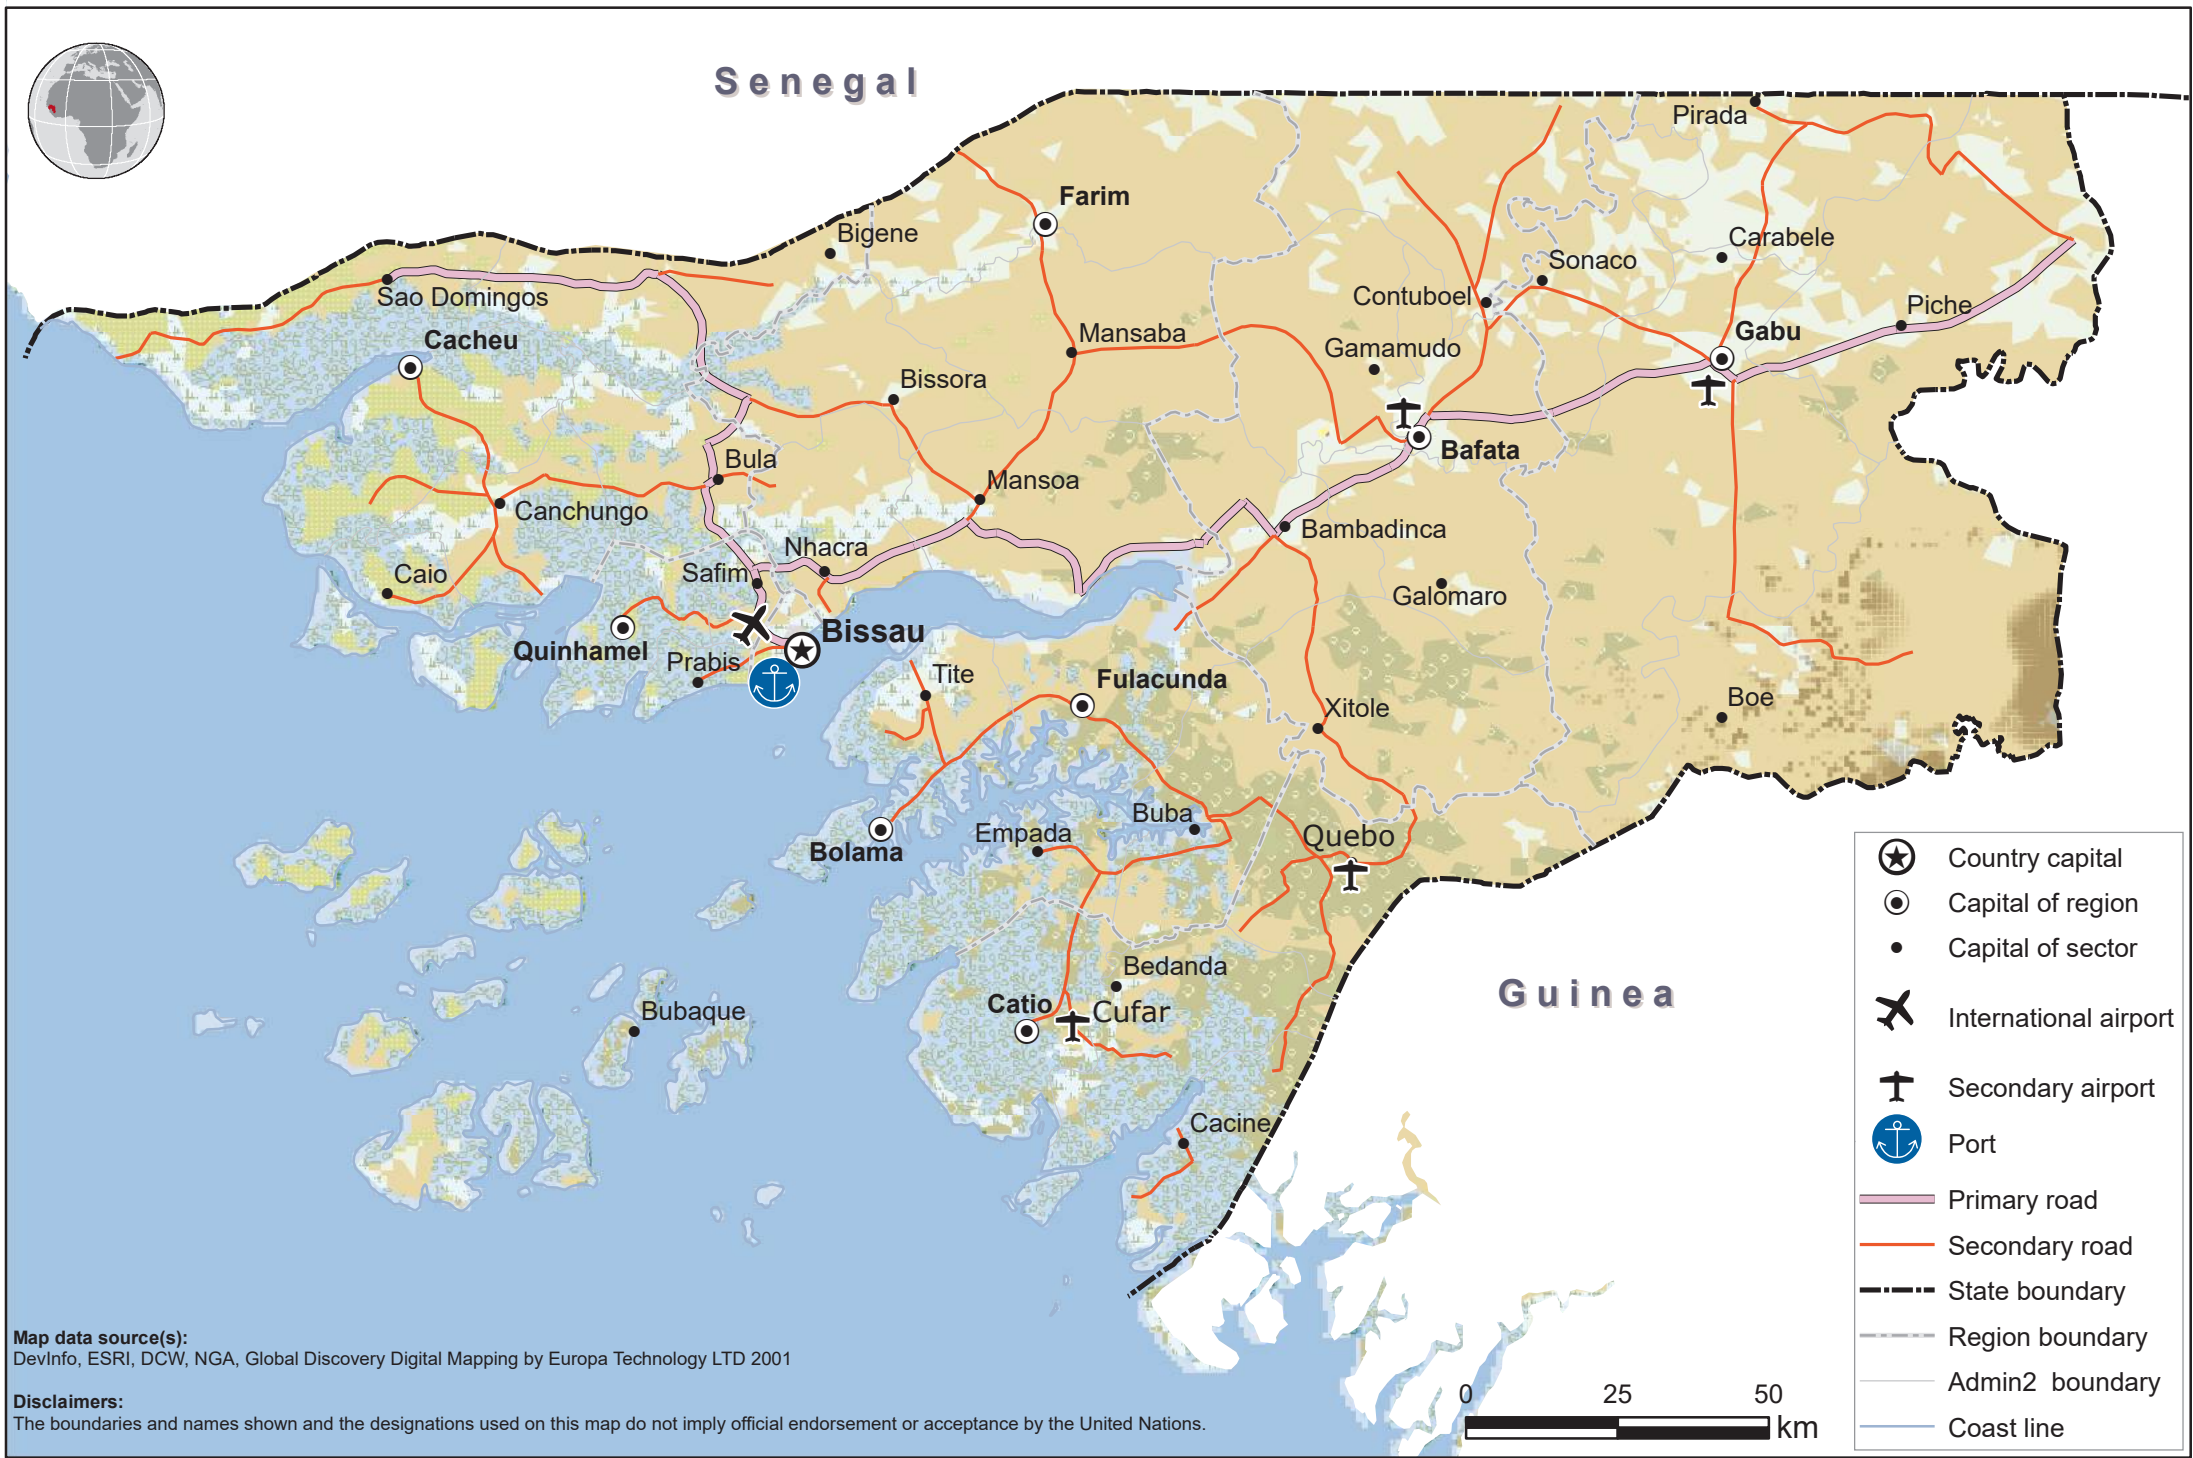 Senegal
Pirada
Farim
Bigene
Carabele
Sonaco
Sao Domingos
Contuboel
Piche
Cacheu
Mansaba
Gabu
Gamamudo
Bissora
Bafata
Bula
Mansoa
Canchungo
Bambadinca
Nhacra
Safim
Caio
Galomaro
Bissau
Quinhamel
Prabis
Tite
Fulacunda
Boe
Xitole
Buba
Empada
Quebo
Bolama
Bedanda
Guinea
Catio
Cufar
Bubaque
Cacine
Country capital
Capital of region
Capital of sector
International airport
Secondary airport
Port
Primary road
Secondary road
State boundary
Region boundary
Admin2 boundary
Coast line
0 25 50
km
Map data source(s):
DevInfo, ESRI, DCW, NGA, Global Discovery Digital Mapping by Europa Technology LTD 2001
Disclaimers:
The boundaries and names shown and the designations used on this map do not imply official endorsement or acceptance by the United Nations.